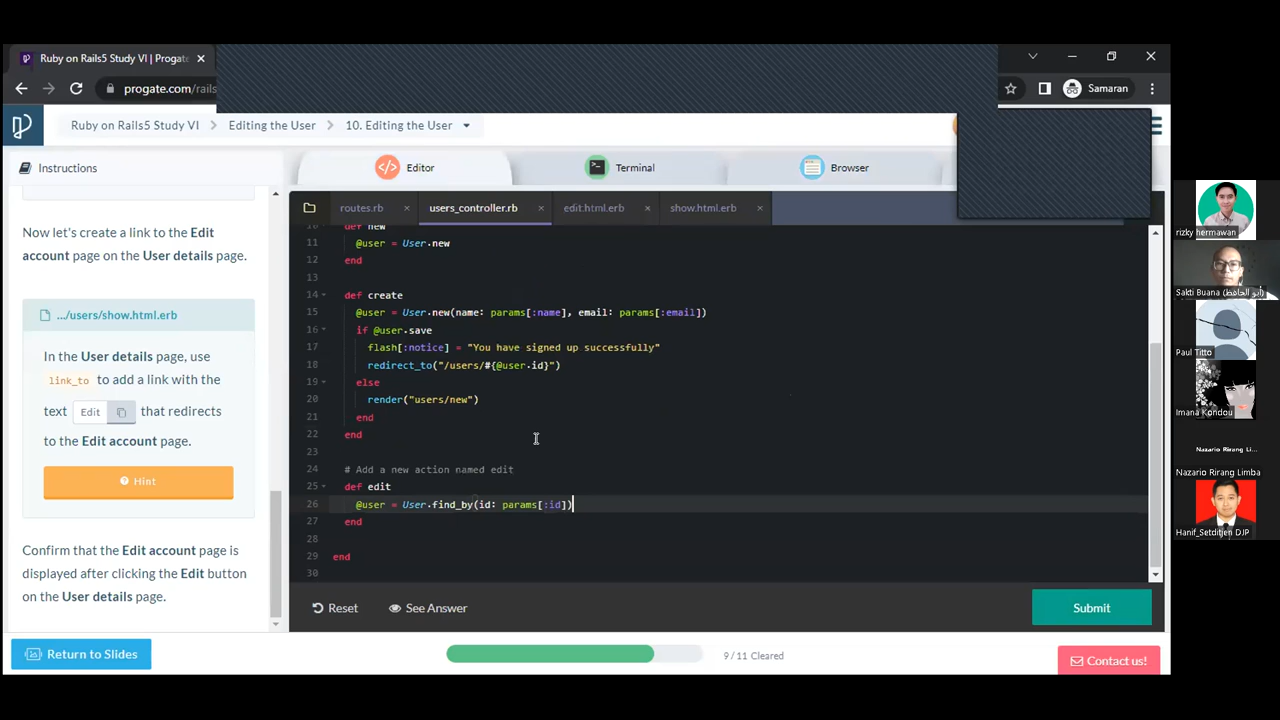 Ruby on Rails5 Study VI | Progate
progate.com/rails
Samaran
Ruby on Rails5 Study VI > Editing the User > 10. Editing the User
Instructions
Editor
Terminal
Browser
routes.rb
users_controller.rb
edit.html.erb
show.html.erb
Now let's create a link to the Edit
account page on the User details page.
.../users/show.html.erb
In the User details page, use
link_to to add a link with the
text Edit that redirects
to the Edit account page.
Hint
Confirm that the Edit account page is
displayed after clicking the Edit button
on the User details page.
10 def new
11 @user = User.new
12 end
13
14 def create
15 @user = User.new(name: params[:name], email: params[:email])
16 if @user.save
17 flash[:notice] = "You have signed up successfully"
18 redirect_to("/users/#{@user.id}")
19 else
20 render("users/new")
21 end
22 end
23
24 # Add a new action named edit
25 def edit
26 @user = User.find_by(id: params[:id])
27 end
28
29 end
30
Reset
See Answer
Submit
Return to Slides
9 / 11 Cleared
Contact us!
rizky hermawan
Sakti Buana (أبو الحافظ)
Paul Titto
Imana Kondou
Nazario Rirang Li...
Nazario Rirang Limba
Hanif_Setditjen DJP